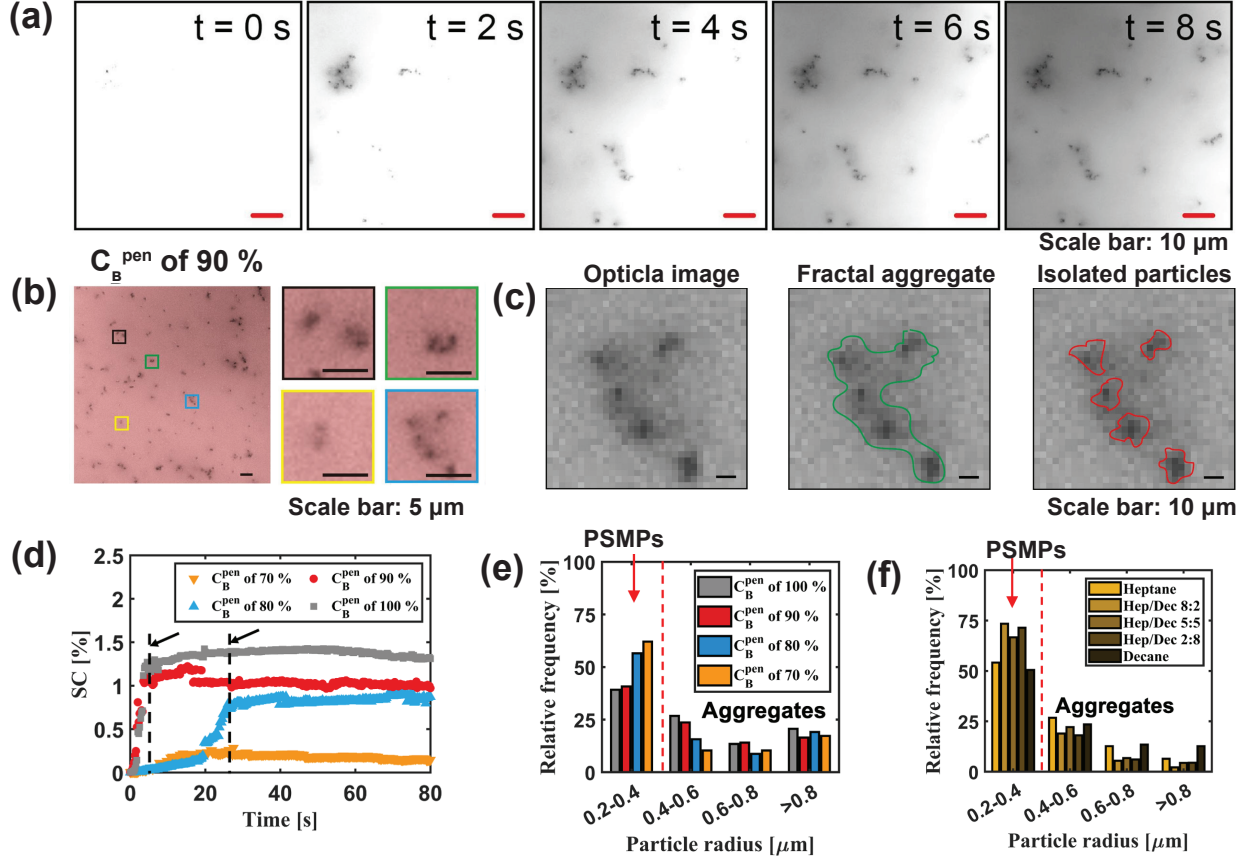 (a)
t = 0 s
t = 2 s
t = 4 s
t = 6 s
t = 8 s
Scale bar: 10 μm
C_B^pen of 90 %
(b)
Scale bar: 5 μm
(c)
Opticla image
Fractal aggregate
Isolated particles
Scale bar: 10 μm
(d)
SC [%]
2.5
2
1.5
1
0.5
0
0
20
40
60
80
Time [s]
C_B^pen of 70 %
C_B^pen of 90 %
C_B^pen of 80 %
C_B^pen of 100 %
(e)
PSMPs
Relative frequency [%]
100
75
50
25
0
C_B^pen of 100 %
C_B^pen of 90 %
C_B^pen of 80 %
C_B^pen of 70 %
Aggregates
0.2-0.4
0.4-0.6
0.6-0.8
>0.8
Particle radius [μm]
(f)
PSMPs
Relative frequency [%]
100
75
50
25
0
Heptane
Hep/Dec 8:2
Hep/Dec 5:5
Hep/Dec 2:8
Decane
Aggregates
0.2-0.4
0.4-0.6
0.6-0.8
>0.8
Particle radius [μm]